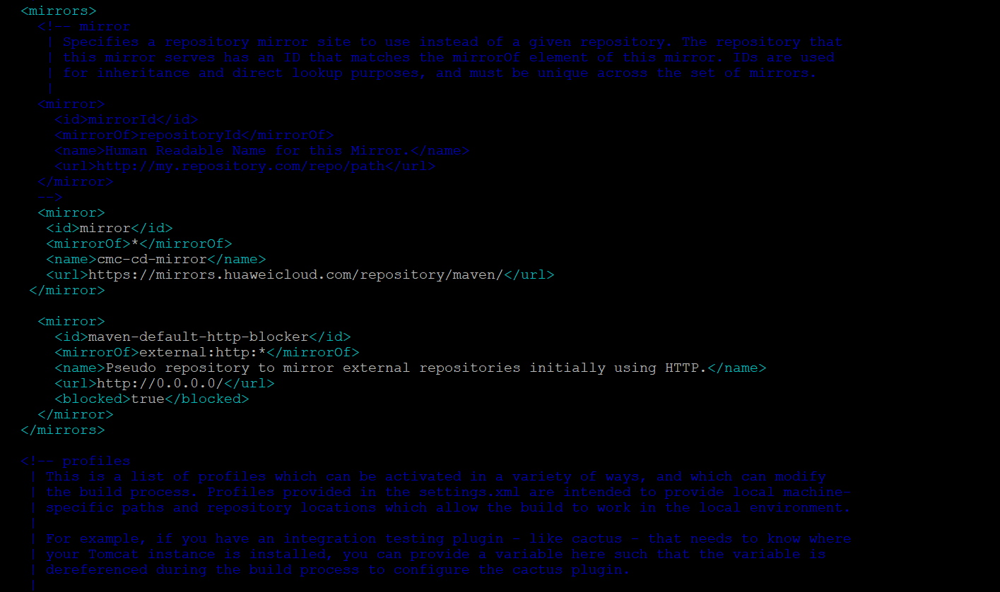 <mirrors>
<!-- mirror
| Specifies a repository mirror site to use instead of a given repository. The repository that
| this mirror serves has an ID that matches the mirrorOf element of this mirror. IDs are used
| for inheritance and direct lookup purposes, and must be unique across the set of mirrors.
|
<mirror>
<id>mirrorId</id>
<mirrorOf>repositoryId</mirrorOf>
<name>Human Readable Name for this Mirror.</name>
<url>http://my.repository.com/repo/path</url>
</mirror>
-->
<mirror>
<id>mirror</id>
<mirrorOf>*</mirrorOf>
<name>cmc-cd-mirror</name>
<url>https://mirrors.huaweicloud.com/repository/maven/</url>
</mirror>
<mirror>
<id>maven-default-http-blocker</id>
<mirrorOf>external:http:*</mirrorOf>
<name>Pseudo repository to mirror external repositories initially using HTTP.</name>
<url>http://0.0.0.0/</url>
<blocked>true</blocked>
</mirror>
</mirrors>
<!-- profiles
| This is a list of profiles which can be activated in a variety of ways, and which can modify
| the build process. Profiles provided in the settings.xml are intended to provide local machine-
| specific paths and repository locations which allow the build to work in the local environment.
|
| For example, if you have an integration testing plugin - like cactus - that needs to know where
| your Tomcat instance is installed, you can provide a variable here such that the variable is
| dereferenced during the build process to configure the cactus plugin.
|